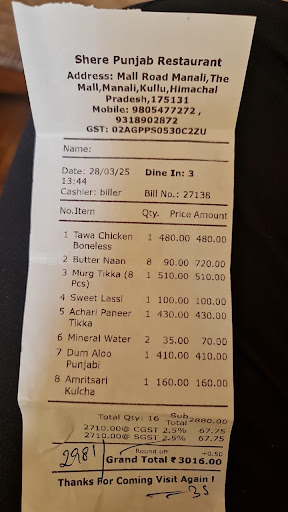 Shere Punjab Restaurant
Address: Mall Road Manali,The
Mall,Manali,Kullu,Himachal
Pradesh,175131
Mobile: 9805477272 ,
9318902872
GST: 02AGPPS0530C2ZU
Name:
Date: 28/03/25 Dine In: 3
13:44
Cashier: biller Bill No.: 27138
No.Item Qty. Price Amount
1 Tawa Chicken 1 480.00 480.00
Boneless
2 Butter Naan 8 90.00 720.00
3 Murg Tikka (8 1 510.00 510.00
Pcs)
4 Sweet Lassi 1 100.00 100.00
5 Achari Paneer 1 430.00 430.00
Tikka
6 Mineral Water 2 35.00 70.00
7 Dum Aloo 1 410.00 410.00
Punjabi
8 Amritsari 1 160.00 160.00
Kulcha
Total Qty: 16 Sub 2880.00
Total
2710.00@ CGST 2.5% 67.75
2710.00@ SGST 2.5% 67.75
Round off +0.50
2981 Grand Total ₹ 3016.00
Thanks For Coming Visit Again !
- 35